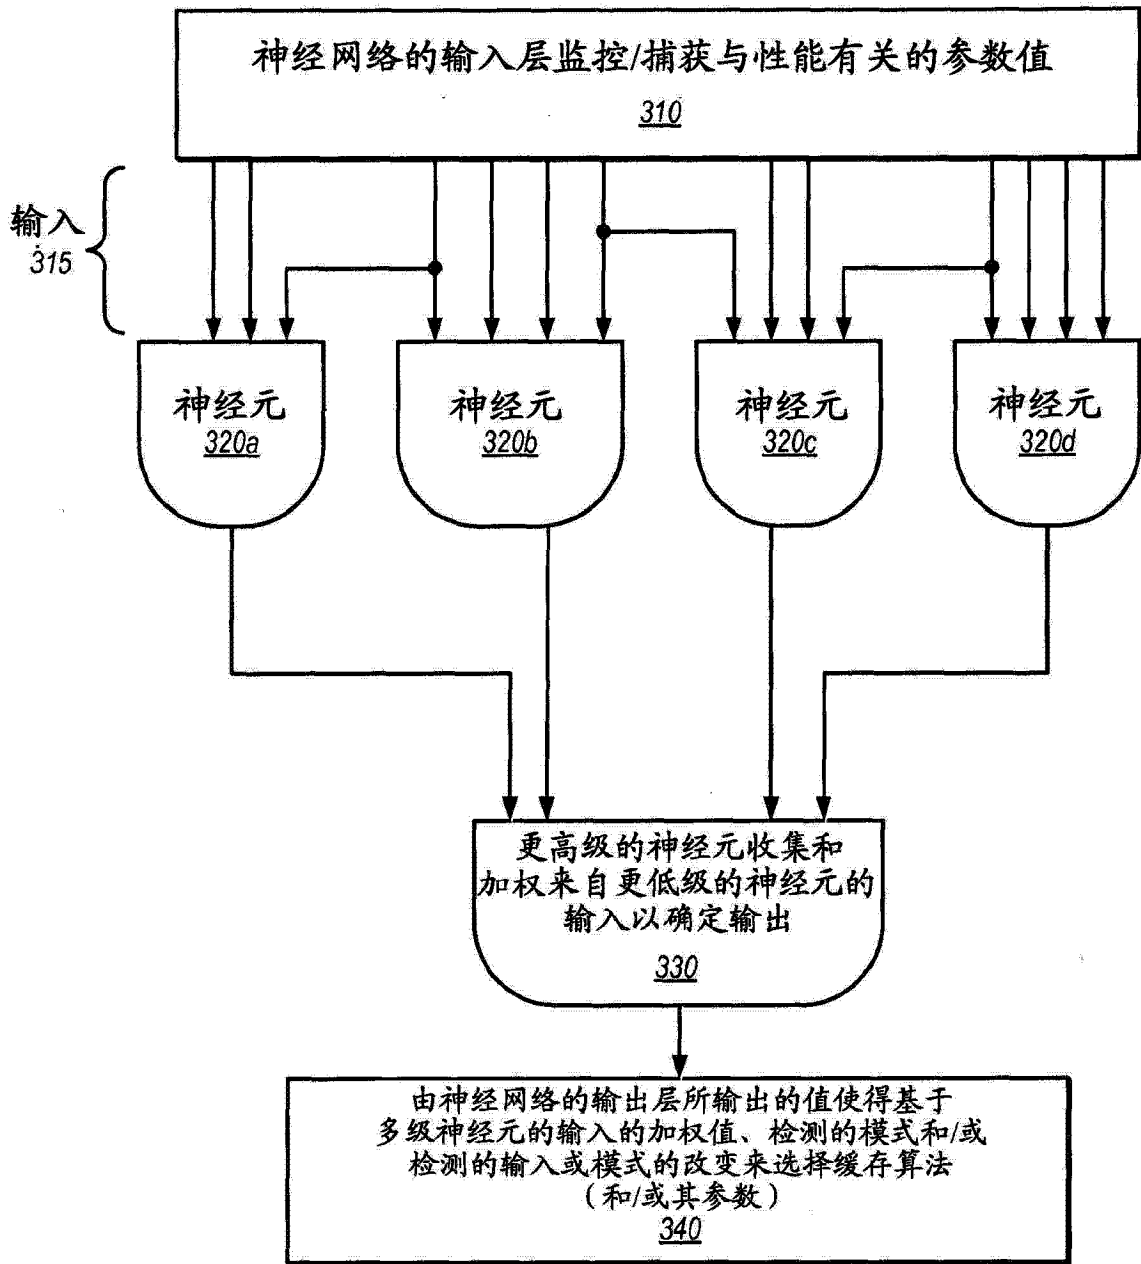 神经网络的输入层监控/捕获与性能有关的参数值
310
输入
315
神经元
320a
神经元
320b
神经元
320c
神经元
320d
更高级的神经元收集和
加权来自更低级的神经元的
输入以确定输出
330
由神经网络的输出层所输出的值使得基于
多级神经元的输入的加权值、检测的模式和/或
检测的输入或模式的改变来选择缓存算法
（和/或其参数）
340